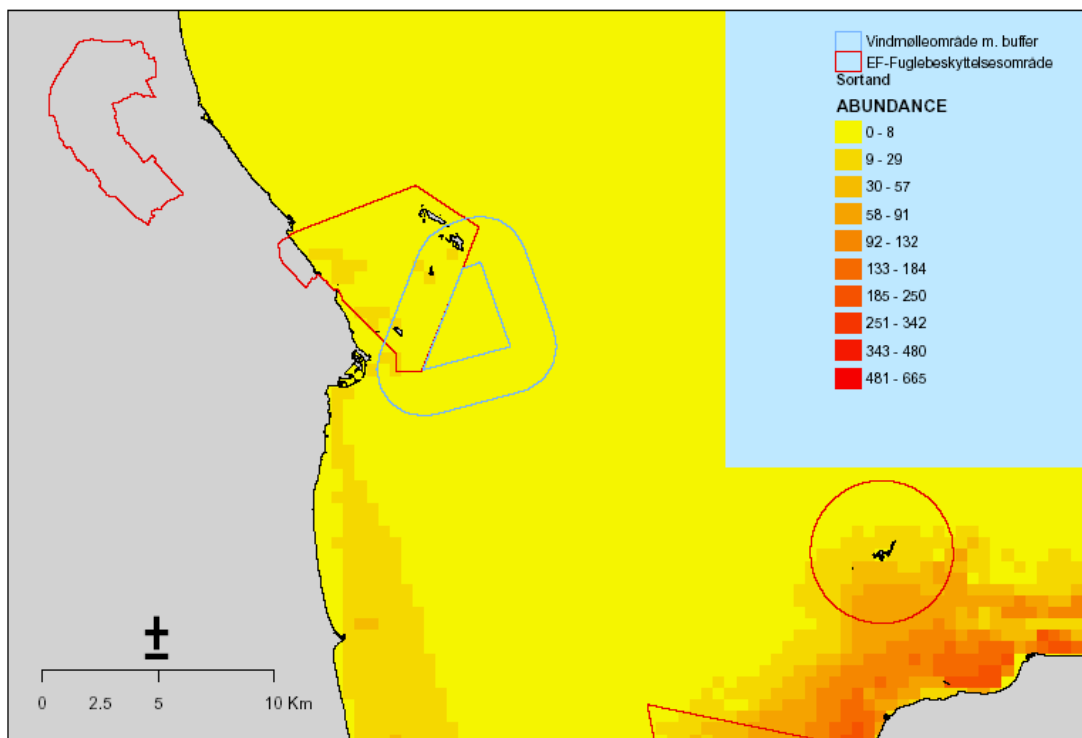 Vindmølleområde m. buffer
EF-Fuglebeskyttelsesområde
Sortand
ABUNDANCE
0 - 8
9 - 29
30 - 57
58 - 91
92 - 132
133 - 184
185 - 250
251 - 342
343 - 480
481 - 665
0 2.5 5 10 Km